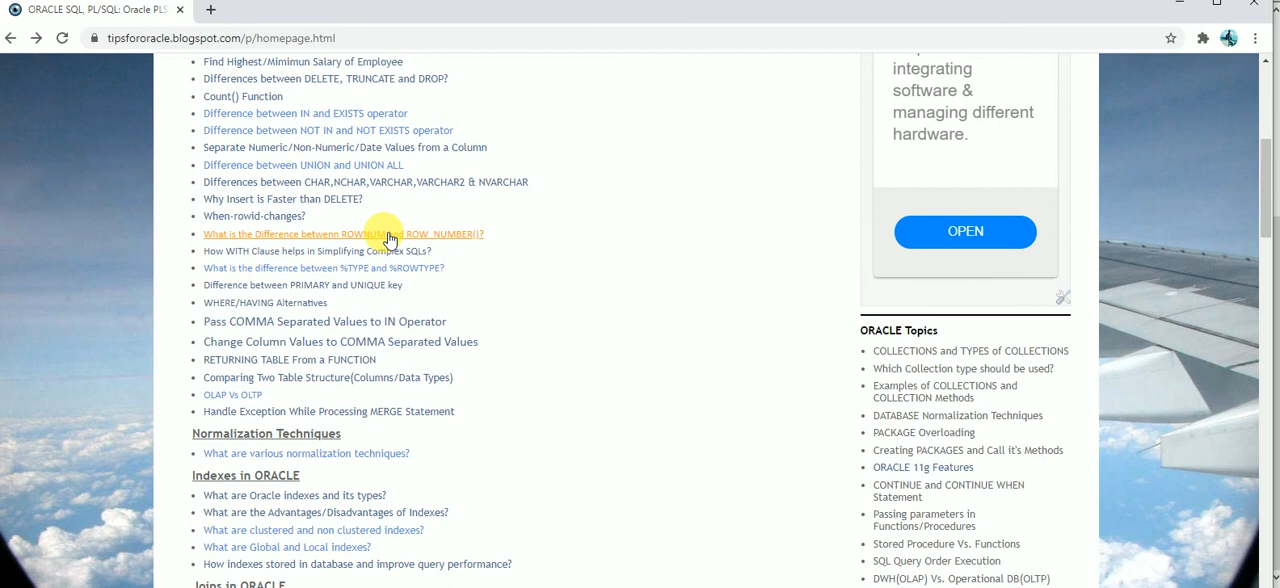 ORACLE SQL, PL/SQL: Oracle PLS
tipsfororacle.blogspot.com/p/homepage.html
Find Highest/Mimimun Salary of Employee
Differences between DELETE, TRUNCATE and DROP?
Count() Function
Difference between IN and EXISTS operator
Difference between NOT IN and NOT EXISTS operator
Separate Numeric/Non-Numeric/Date Values from a Column
Difference between UNION and UNION ALL
Differences between CHAR,NCHAR,VARCHAR,VARCHAR2 & NVARCHAR
Why Insert is Faster than DELETE?
When-rowid-changes?
What is the Difference betwenn ROWNUM and ROW_NUMBER()?
How WITH Clause helps in Simplifying Complex SQLs?
What is the difference between %TYPE and %ROWTYPE?
Difference between PRIMARY and UNIQUE key
WHERE/HAVING Alternatives
Pass COMMA Separated Values to IN Operator
Change Column Values to COMMA Separated Values
RETURNING TABLE From a FUNCTION
Comparing Two Table Structure(Columns/Data Types)
OLAP Vs OLTP
Handle Exception While Processing MERGE Statement
Normalization Techniques
What are various normalization techniques?
Indexes in ORACLE
What are Oracle indexes and its types?
What are the Advantages/Disadvantages of Indexes?
What are clustered and non clustered indexes?
What are Global and Local indexes?
How indexes stored in database and improve query performance?
Joins in ORACLE
integrating
software &
managing different
hardware.
OPEN
ORACLE Topics
COLLECTIONS and TYPES of COLLECTIONS
Which Collection type should be used?
Examples of COLLECTIONS and
COLLECTION Methods
DATABASE Normalization Techniques
PACKAGE Overloading
Creating PACKAGES and Call it's Methods
ORACLE 11g Features
CONTINUE and CONTINUE WHEN
Statement
Passing parameters in
Functions/Procedures
Stored Procedure Vs. Functions
SQL Query Order Execution
DWH(OLAP) Vs. Operational DB(OLTP)